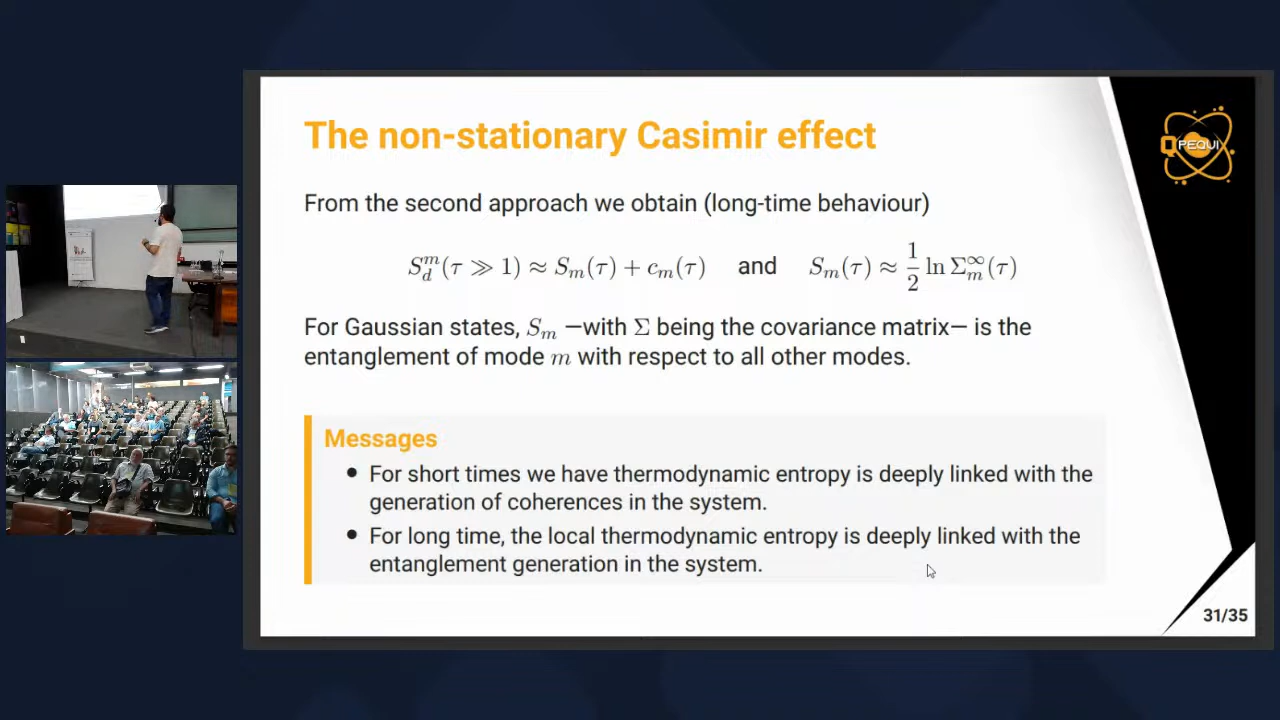 The non-stationary Casimir effect
QPEQUI
From the second approach we obtain (long-time behaviour)
S_d^m(τ ≫ 1) ≈ S_m(τ) + c_m(τ) and S_m(τ) ≈ 1/2 ln Σ_m^∞(τ)
For Gaussian states, S_m —with Σ being the covariance matrix— is the
entanglement of mode m with respect to all other modes.
Messages
• For short times we have thermodynamic entropy is deeply linked with the
generation of coherences in the system.
• For long time, the local thermodynamic entropy is deeply linked with the
entanglement generation in the system.
31/35